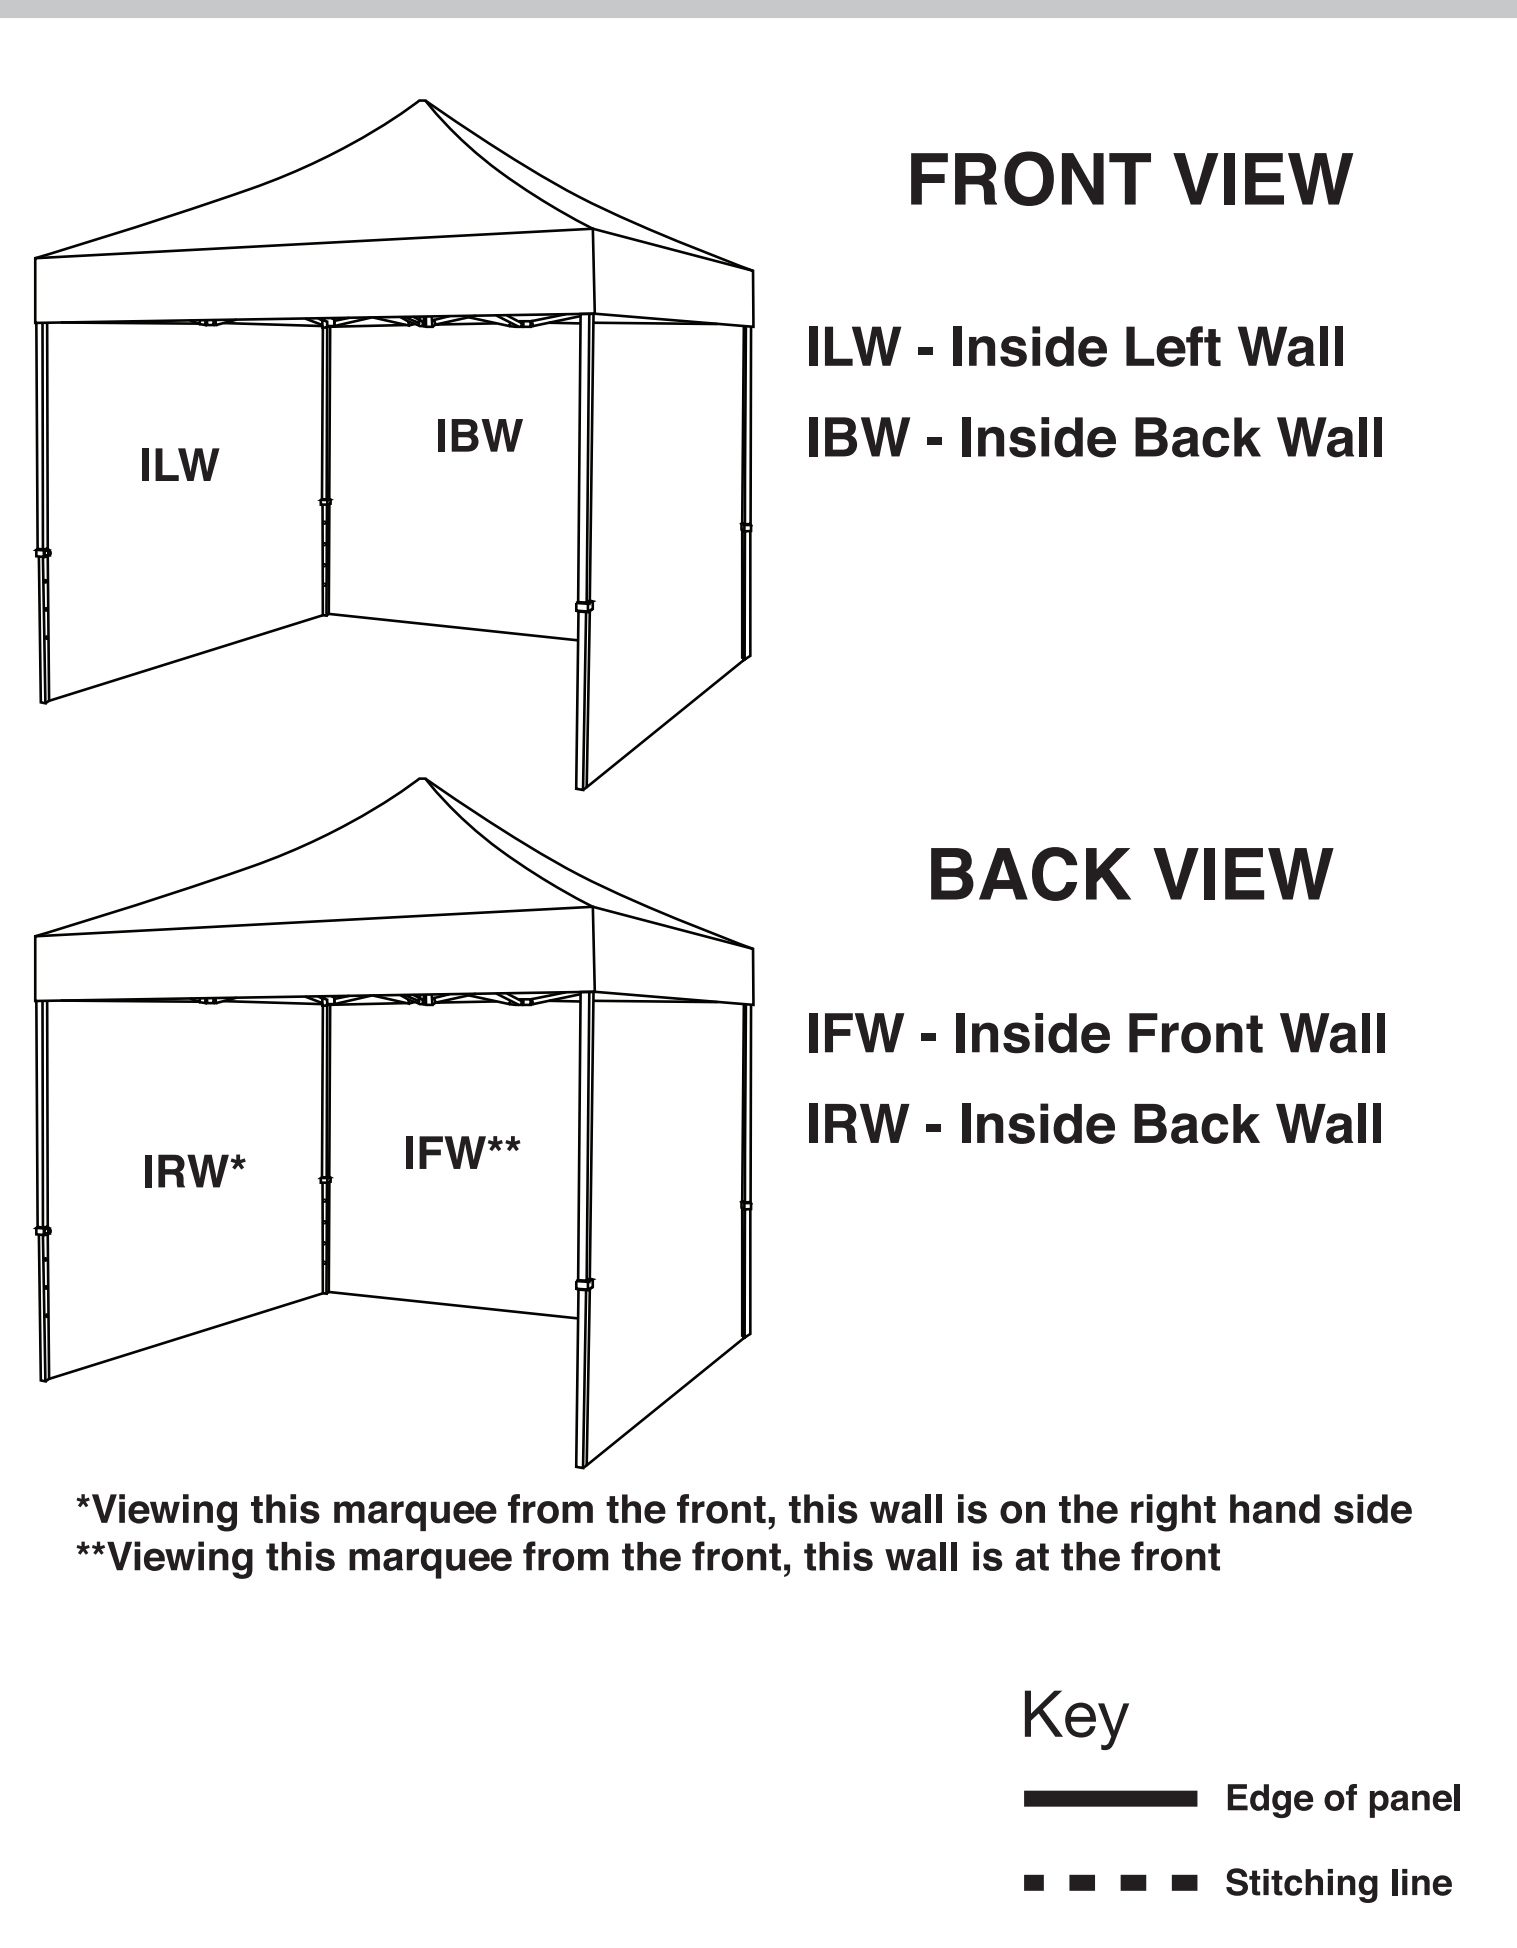 FRONT VIEW
ILW - Inside Left Wall
IBW - Inside Back Wall
IBW
ILW
BACK VIEW
IFW - Inside Front Wall
IRW - Inside Back Wall
IFW**
IRW*
*Viewing this marquee from the front, this wall is on the right hand side
**Viewing this marquee from the front, this wall is at the front
Key
Edge of panel
Stitching line